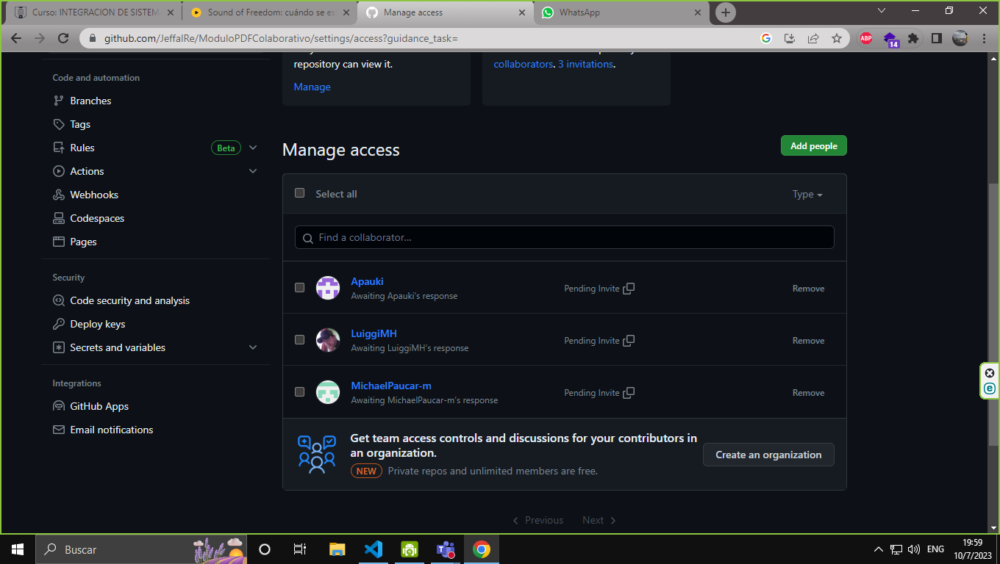 Curso: INTEGRACION DE SISTEM
Sound of Freedom: cuándo se es
Manage access
WhatsApp
github.com/JeffalRe/ModuloPDFColaborativo/settings/access?guidance_task=
ABP
14
repository can view it.
Manage
collaborators. 3 invitations.
Code and automation
Branches
Tags
Rules
Beta
Actions
Webhooks
Codespaces
Pages
Security
Code security and analysis
Deploy keys
Secrets and variables
Integrations
GitHub Apps
Email notifications
Manage access
Add people
Select all
Type
Find a collaborator...
Apauki
Awaiting Apauki's response
Pending Invite
Remove
LuiggiMH
Awaiting LuiggiMH's response
Pending Invite
Remove
MichaelPaucar-m
Awaiting MichaelPaucar-m's response
Pending Invite
Remove
Get team access controls and discussions for your contributors in
an organization.
NEW Private repos and unlimited members are free.
Create an organization
Previous
Next
Buscar
ENG
19:59
10/7/2023